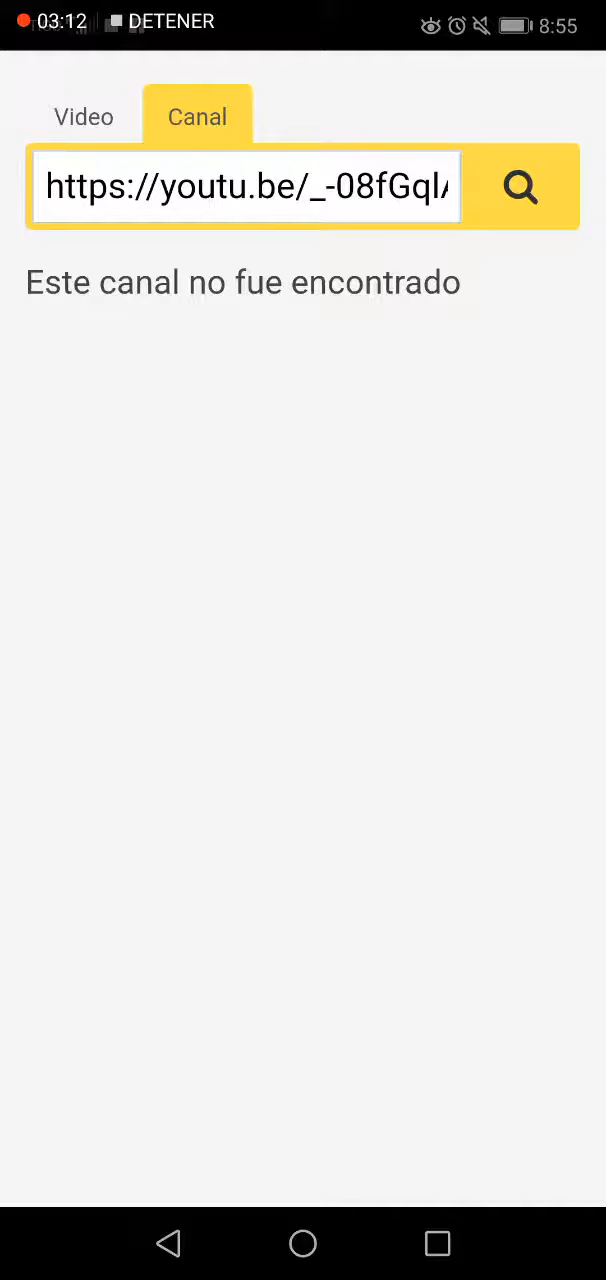 03:12 DETENER 8:55
Video Canal
https://youtu.be/_-08fGql
Este canal no fue encontrado